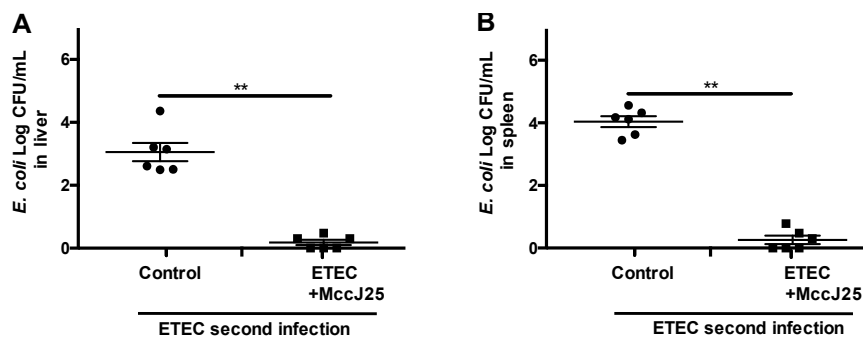 A
E. coli Log CFU/mL
in liver
6
4
2
0
**
Control
ETEC
+MccJ25
ETEC second infection
B
E. coli Log CFU/mL
in spleen
6
4
2
0
**
Control
ETEC
+MccJ25
ETEC second infection